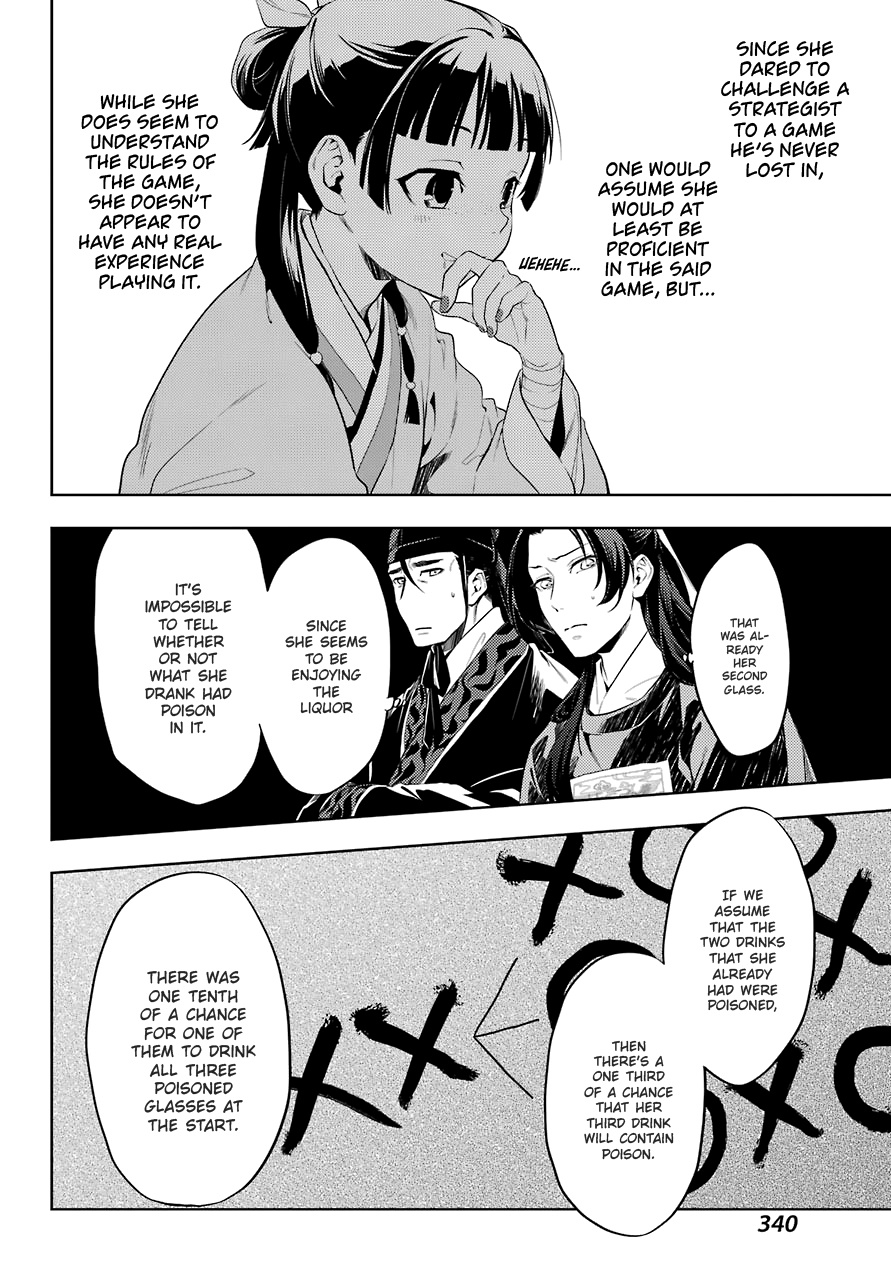 SINCE SHE
DARED TO
CHALLENGE A
STRATEGIST
TO A GAME
HE'S NEVER
LOST IN,
ONE WOULD
ASSUME SHE
WOULD AT
LEAST BE
PROFICIENT
IN THE SAID
GAME, BUT...
UEHEHE...
WHILE SHE
DOES SEEM TO
UNDERSTAND
THE RULES OF
THE GAME,
SHE DOESN'T
APPEAR TO
HAVE ANY REAL
EXPERIENCE
PLAYING IT.
THAT
WAS AL-
READY
HER
SECOND
GLASS.
SINCE
SHE SEEMS
TO BE
ENJOYING
THE
LIQUOR
IT'S
IMPOSSIBLE
TO TELL
WHETHER
OR NOT
WHAT SHE
DRANK HAD
POISON
IN IT.
IF WE
ASSUME
THAT THE
TWO DRINKS
THAT SHE
ALREADY
HAD WERE
POISONED,
THEN
THERE'S A
ONE THIRD
OF A CHANCE
THAT HER
THIRD DRINK
WILL CONTAIN
POISON.
THERE WAS
ONE TENTH
OF A CHANCE
FOR ONE OF
THEM TO DRINK
ALL THREE
POISONED
GLASSES AT
THE START.
340